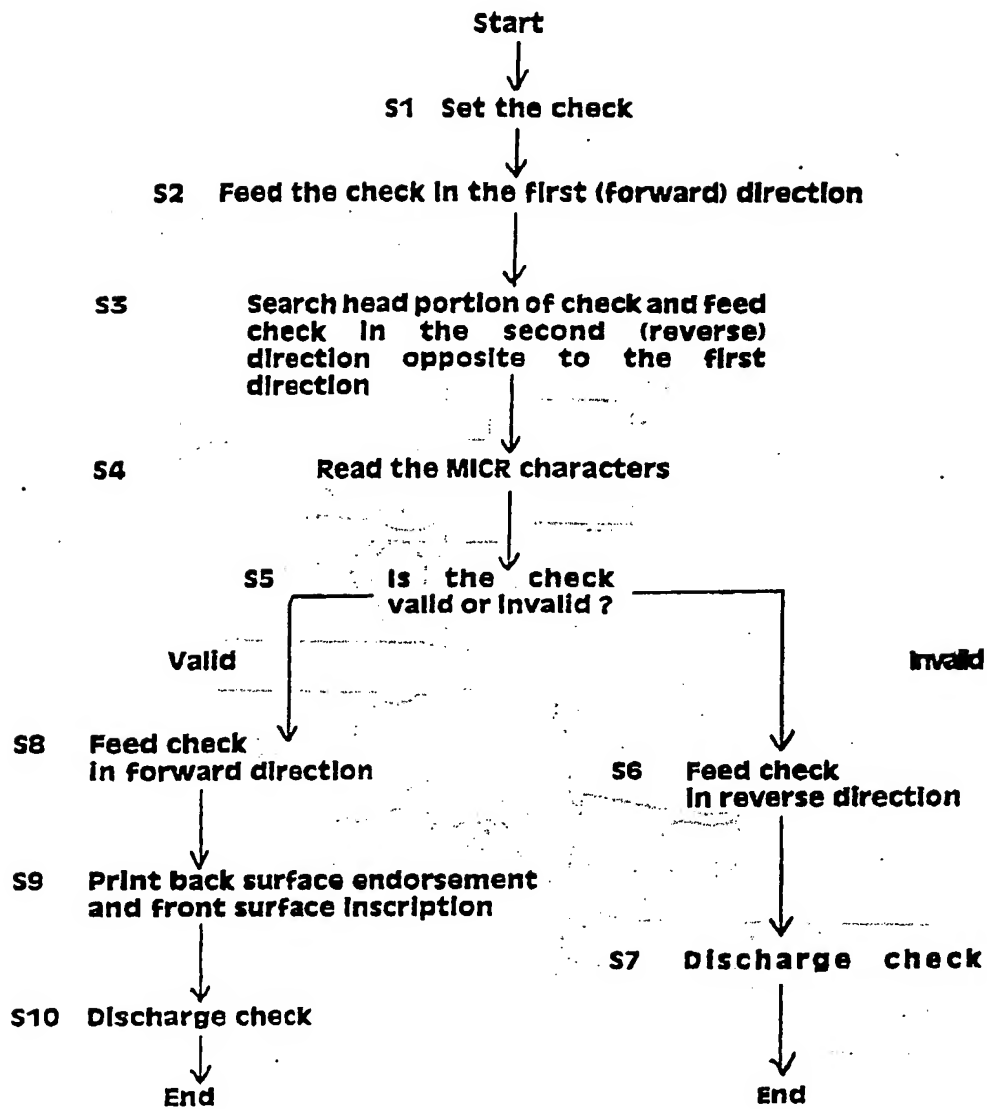 Start
S1 Set the check
S2 Feed the check in the first (forward) direction
S3 Search head portion of check and feed
check in the second (reverse)
direction opposite to the first
direction
S4 Read the MICR characters
S5 Is the check
valid or invalid ?
Valid
Invalid
S8 Feed check
in forward direction
S6 Feed check
in reverse direction
S9 Print back surface endorsement
and front surface inscription
S7 Discharge check
S10 Discharge check
End
End